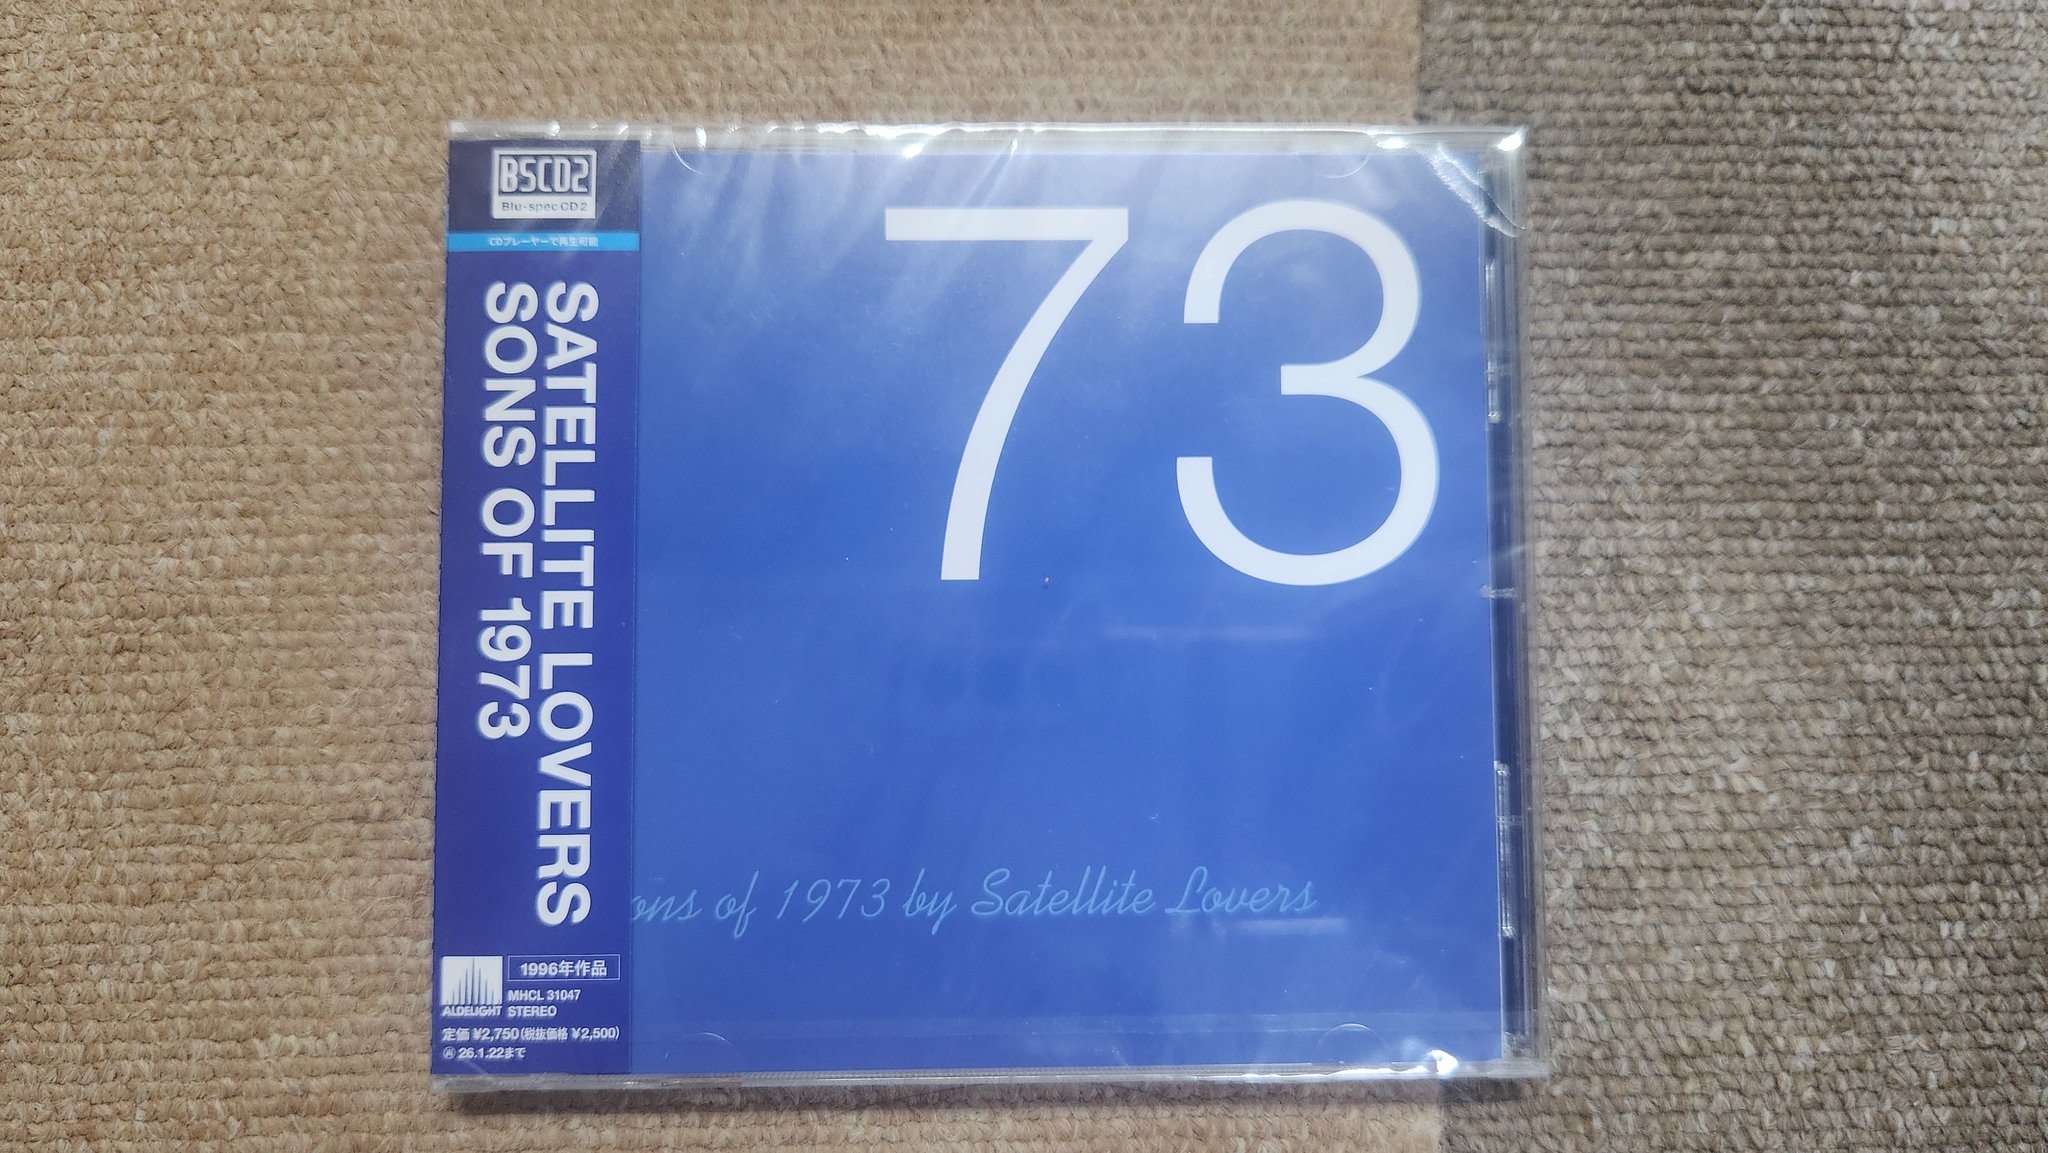 BSCD2
Blu-spec CD2
CDプレーヤーで再生可能
SATELLITE LOVERS
SONS OF 1973
1996年作品
MHCL 31047
ALDELIGHT STEREO
定価 ¥2,750(税抜価格 ¥2,500)
Ⓡ 26.1.22まで
73
ons of 1973 by Satellite Lovers